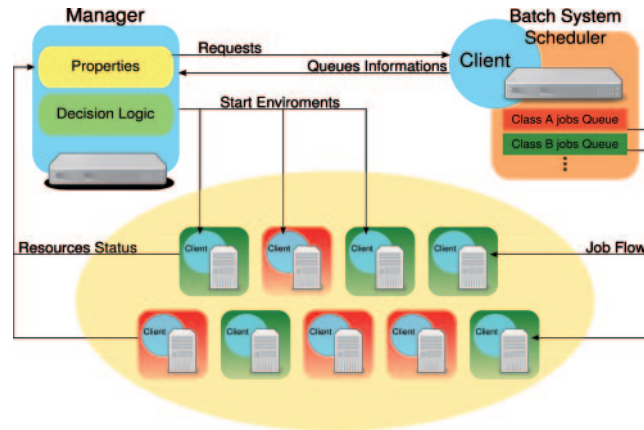 Manager
Batch System
Scheduler
Requests
Client
Properties
Queues Informations
Decision Logic
Start Enviroments
Class A jobs Queue
Class B jobs Queue
Resources Status
Client
Client
Client
Client
Job Flow
Client
Client
Client
Client
Client